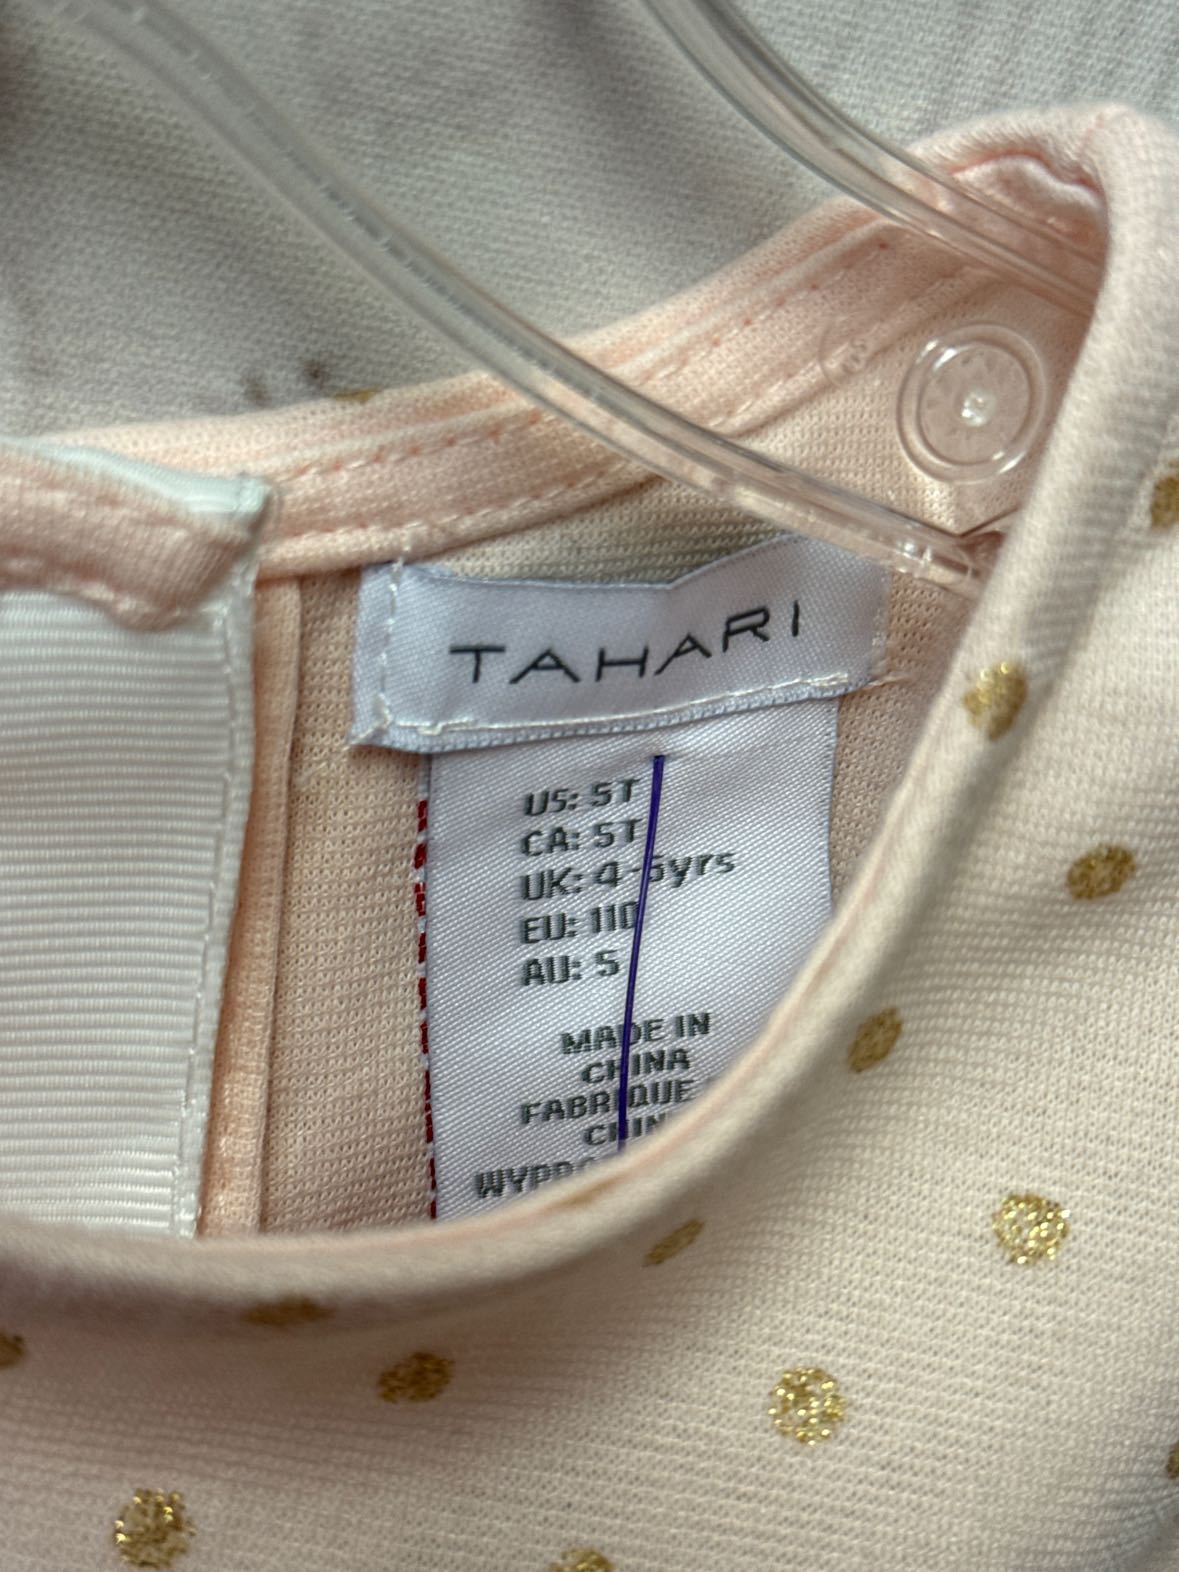 TAHARI
US: 5T
CA: 5T
UK: 4-5yrs
EU: 110
AU: 5
MADE IN
CHINA
FABRIQUE